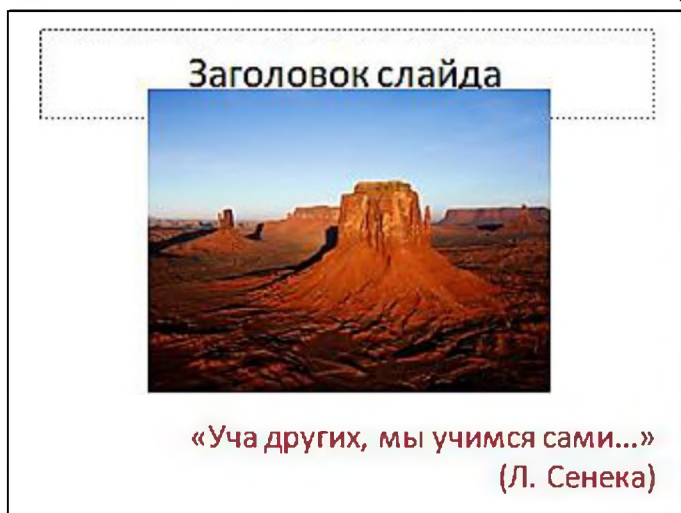 Заголовок слайда
«Уча других, мы учимся сами...»
(Л. Сенека)